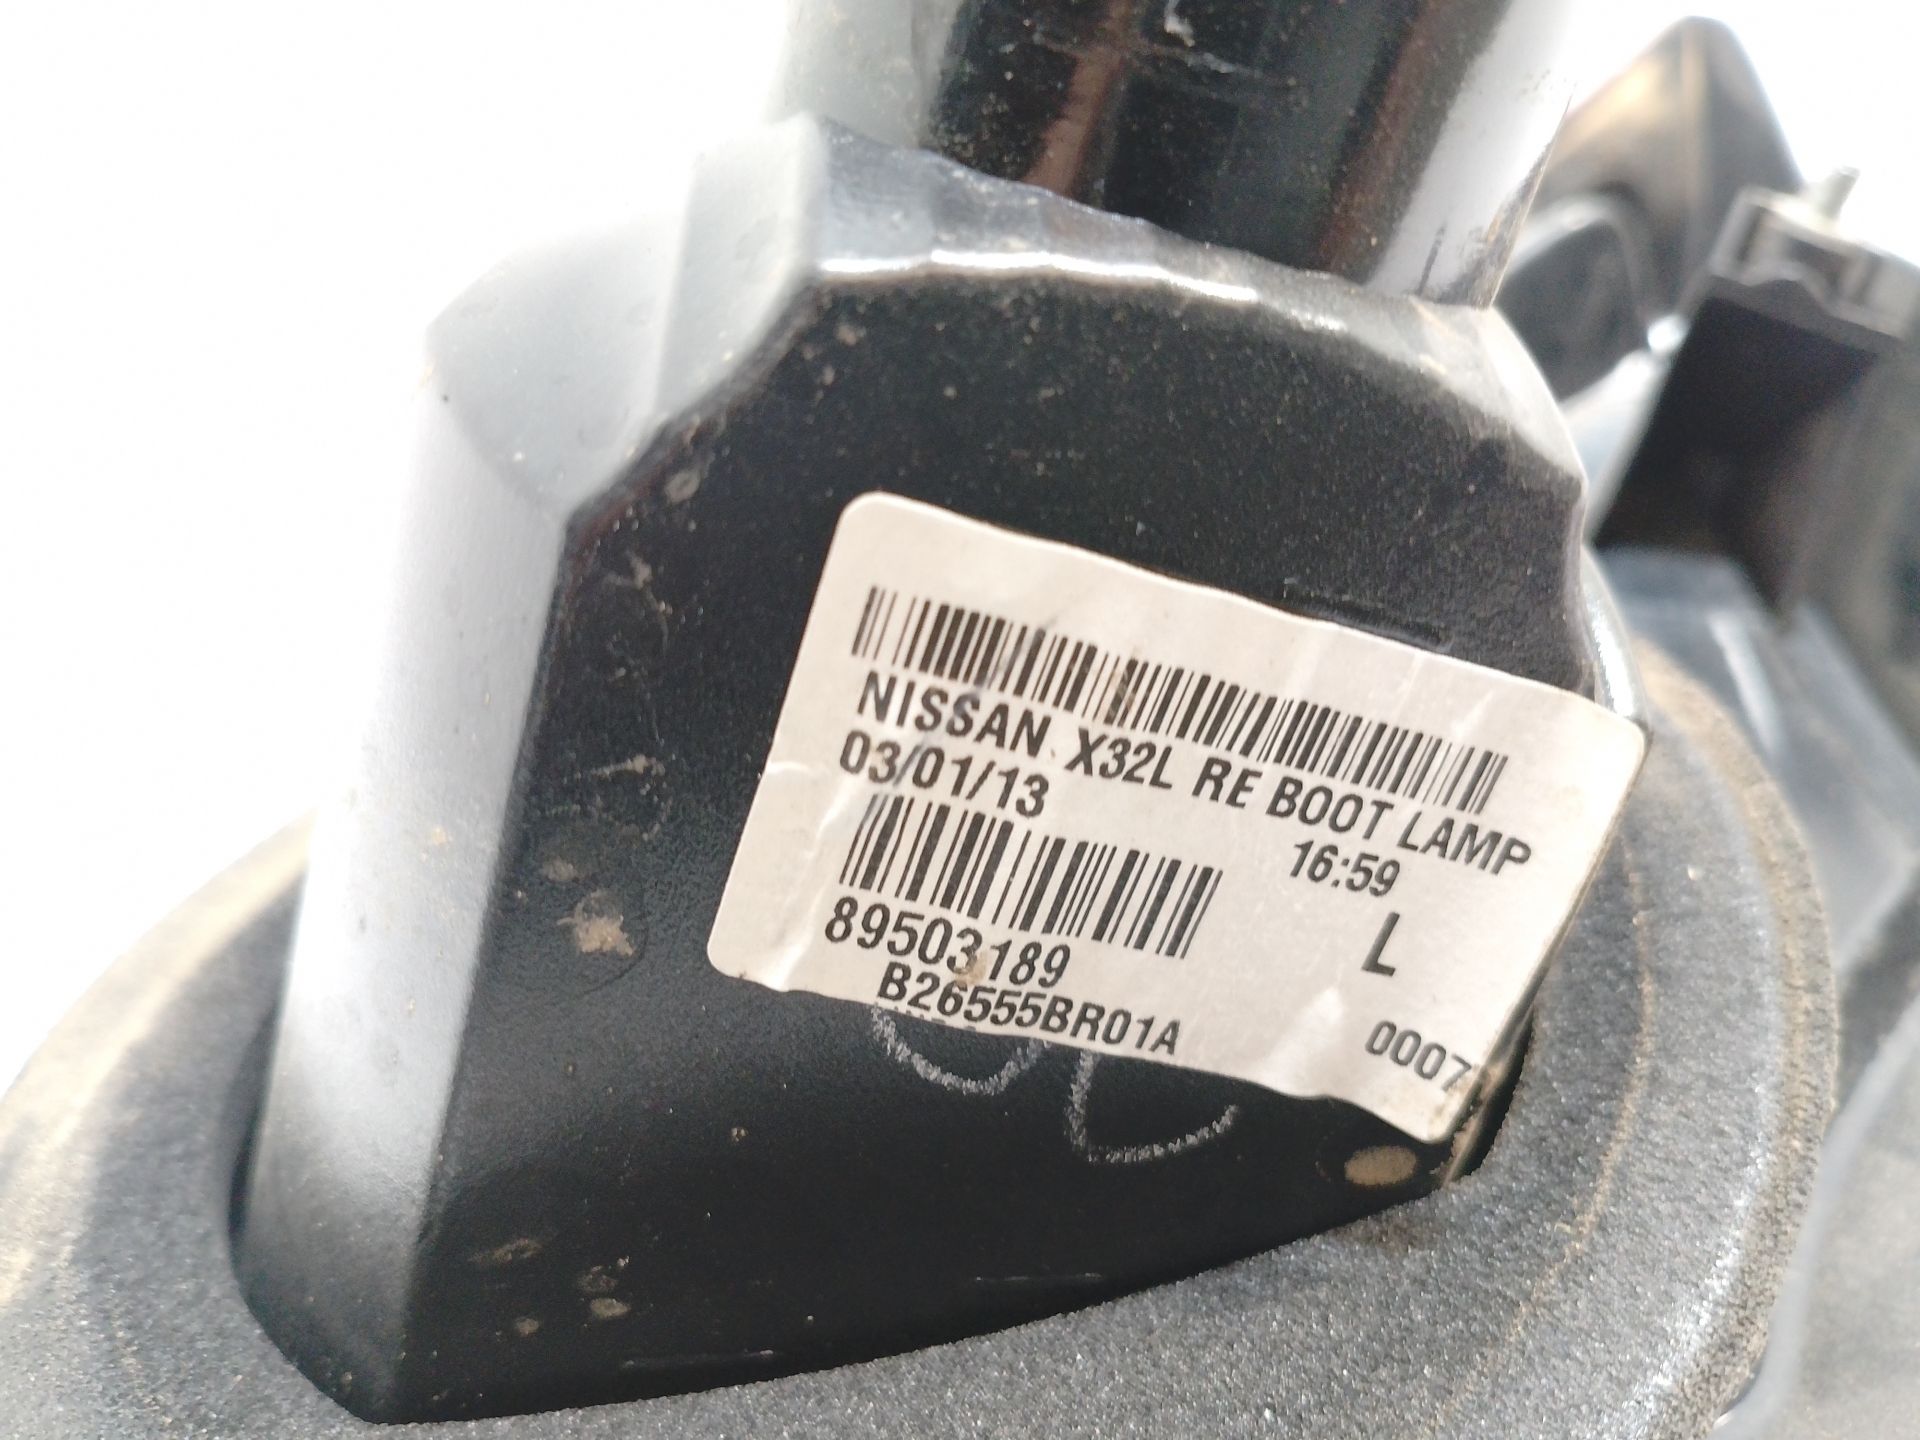 NISSAN X32L RE BOOT LAMP
03/01/13 16:59
89503189 L
B26555BR01A 0007